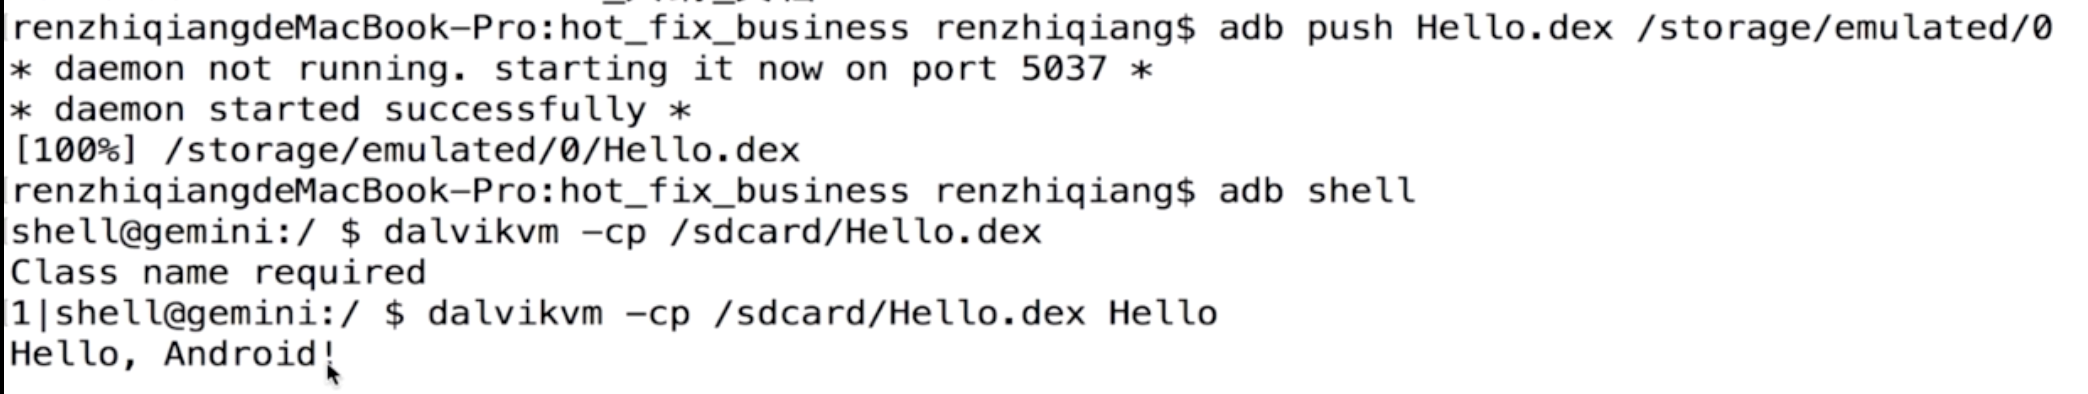 renzhiqiangdeMacBook-Pro:hot_fix_business renzhiqiang$ adb push Hello.dex /storage/emulated/0
* daemon not running. starting it now on port 5037 *
* daemon started successfully *
[100%] /storage/emulated/0/Hello.dex
renzhiqiangdeMacBook-Pro:hot_fix_business renzhiqiang$ adb shell
shell@gemini:/ $ dalvikvm -cp /sdcard/Hello.dex
Class name required
1|shell@gemini:/ $ dalvikvm -cp /sdcard/Hello.dex Hello
Hello, Android!